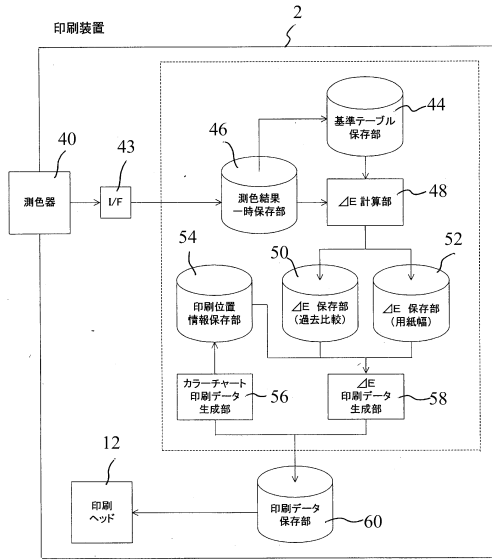 印刷装置
2
44
基準テーブル
保存部
40
43
46
測色器
I/F
測色結果
一時保存部
⊿E 計算部
48
54
50
52
印刷位置
情報保存部
⊿E 保存部
(過去比較)
⊿E 保存部
(用紙幅)
カラーチャート
印刷データ
生成部
56
⊿E
印刷データ
生成部
58
12
印刷
ヘッド
印刷データ
保存部
60